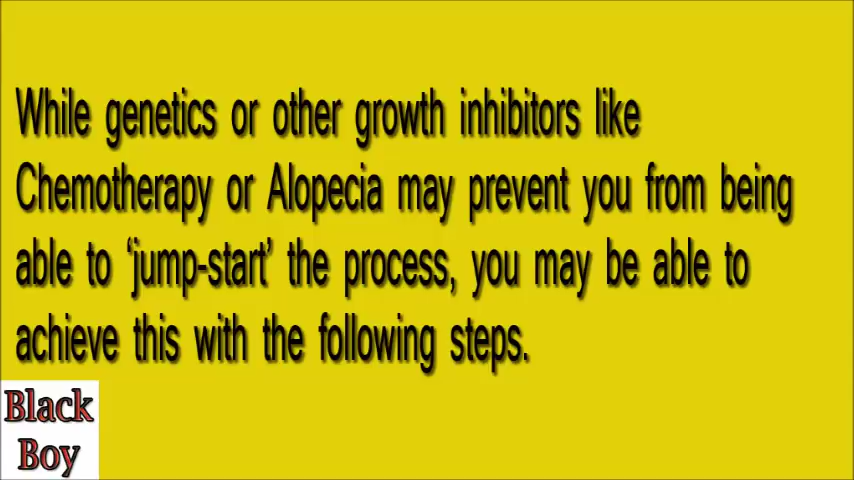 While genetics or other growth inhibitors like
Chemotherapy or Alopecia may prevent you from being
able to ‘jump-start’ the process, you may be able to
achieve this with the following steps.
Black
Boy